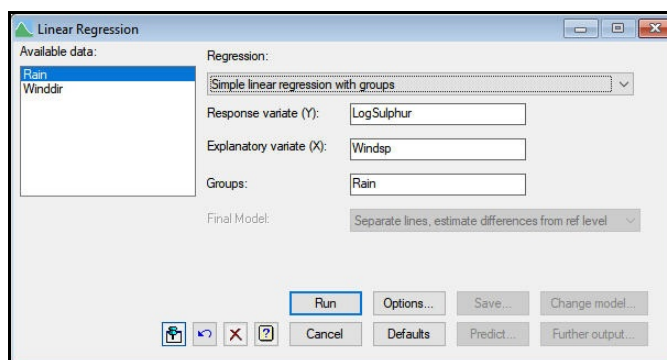 Linear Regression
Available data:
Rain
Winddir
Regression:
Simple linear regression with groups
Response variate (Y):
LogSulphur
Explanatory variate (X):
Windsp
Groups:
Rain
Final Model:
Separate lines, estimate differences from ref level
Run
Options...
Save...
Change model...
Cancel
Defaults
Predict...
Further output...